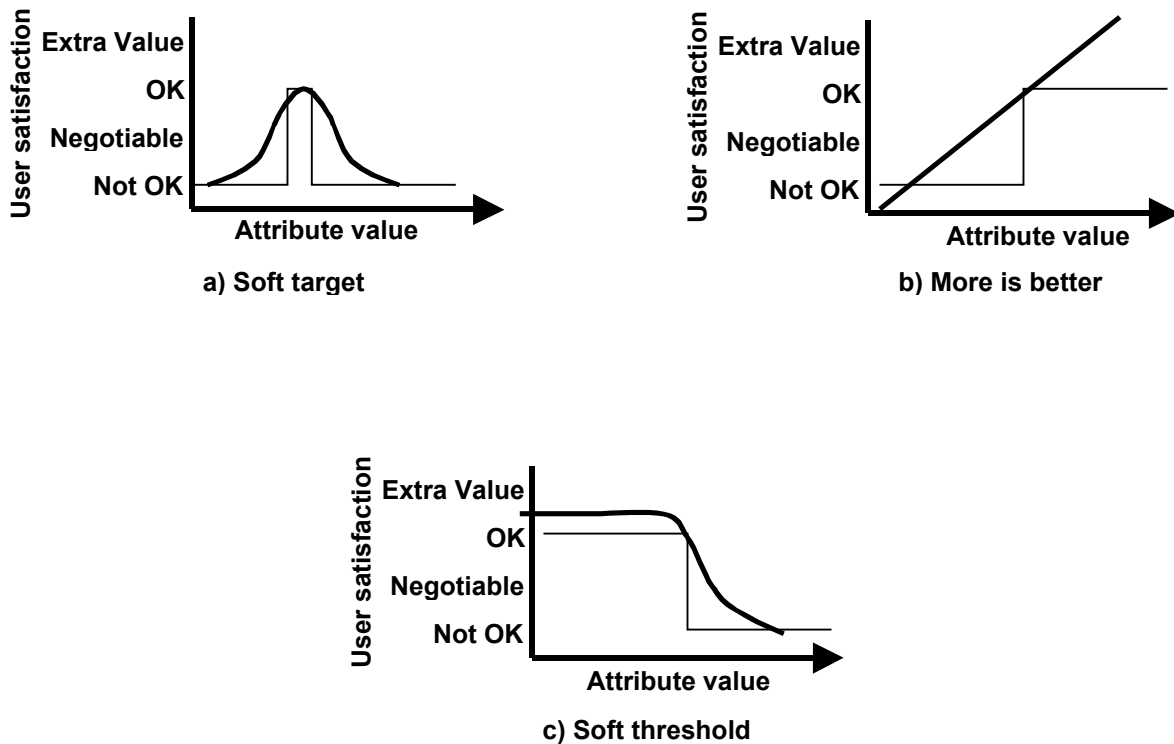 User satisfaction
Extra Value
OK
Negotiable
Not OK
Attribute value
a) Soft target
User satisfaction
Extra Value
OK
Negotiable
Not OK
Attribute value
b) More is better
User satisfaction
Extra Value
OK
Negotiable
Not OK
Attribute value
c) Soft threshold